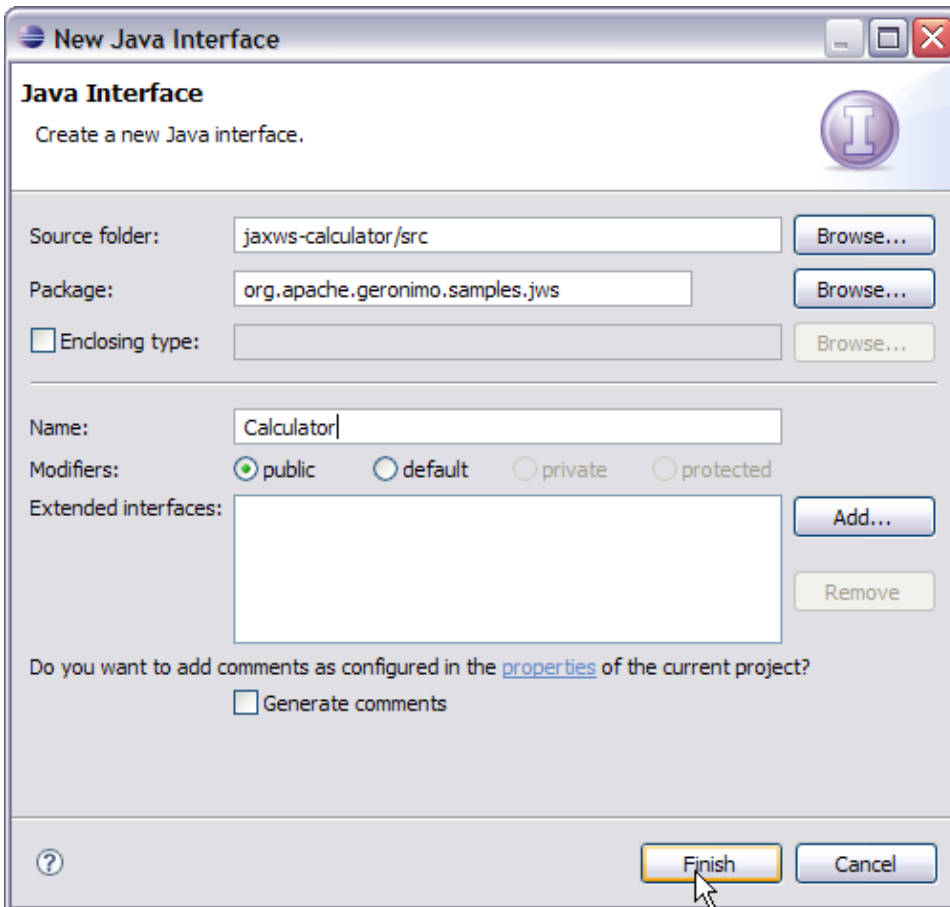 New Java Interface
Java Interface
Create a new Java interface.
Source folder: jaxws-calculator/src Browse...
Package: org.apache.geronimo.samples.jws Browse...
Enclosing type: Browse...
Name: Calculator
Modifiers: public default private protected
Extended interfaces: Add...
Remove
Do you want to add comments as configured in the properties of the current project?
Generate comments
? Finish Cancel